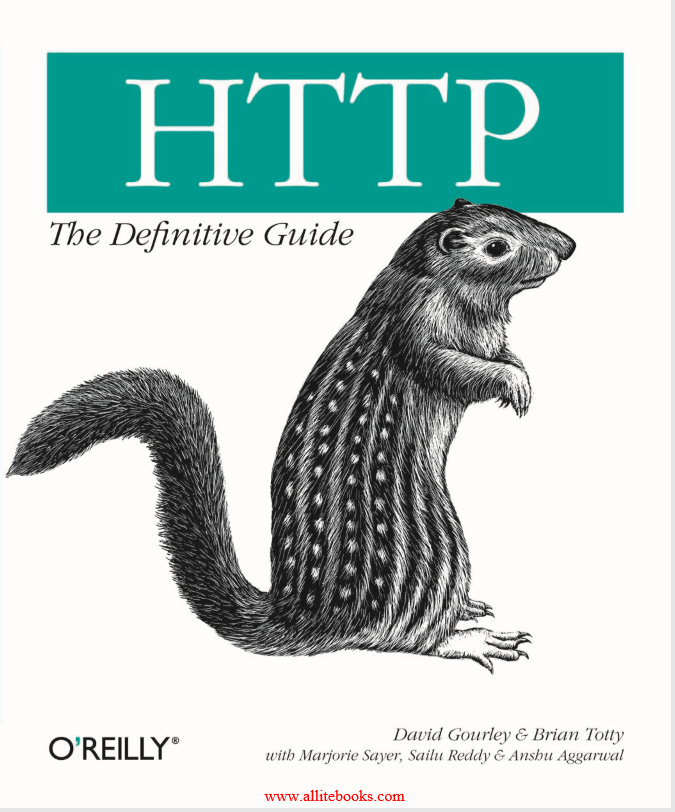 HTTP
The Definitive Guide
O'REILLY®
David Gourley & Brian Totty
with Marjorie Sayer, Sailu Reddy & Anshu Aggarwal
www.allitebooks.com